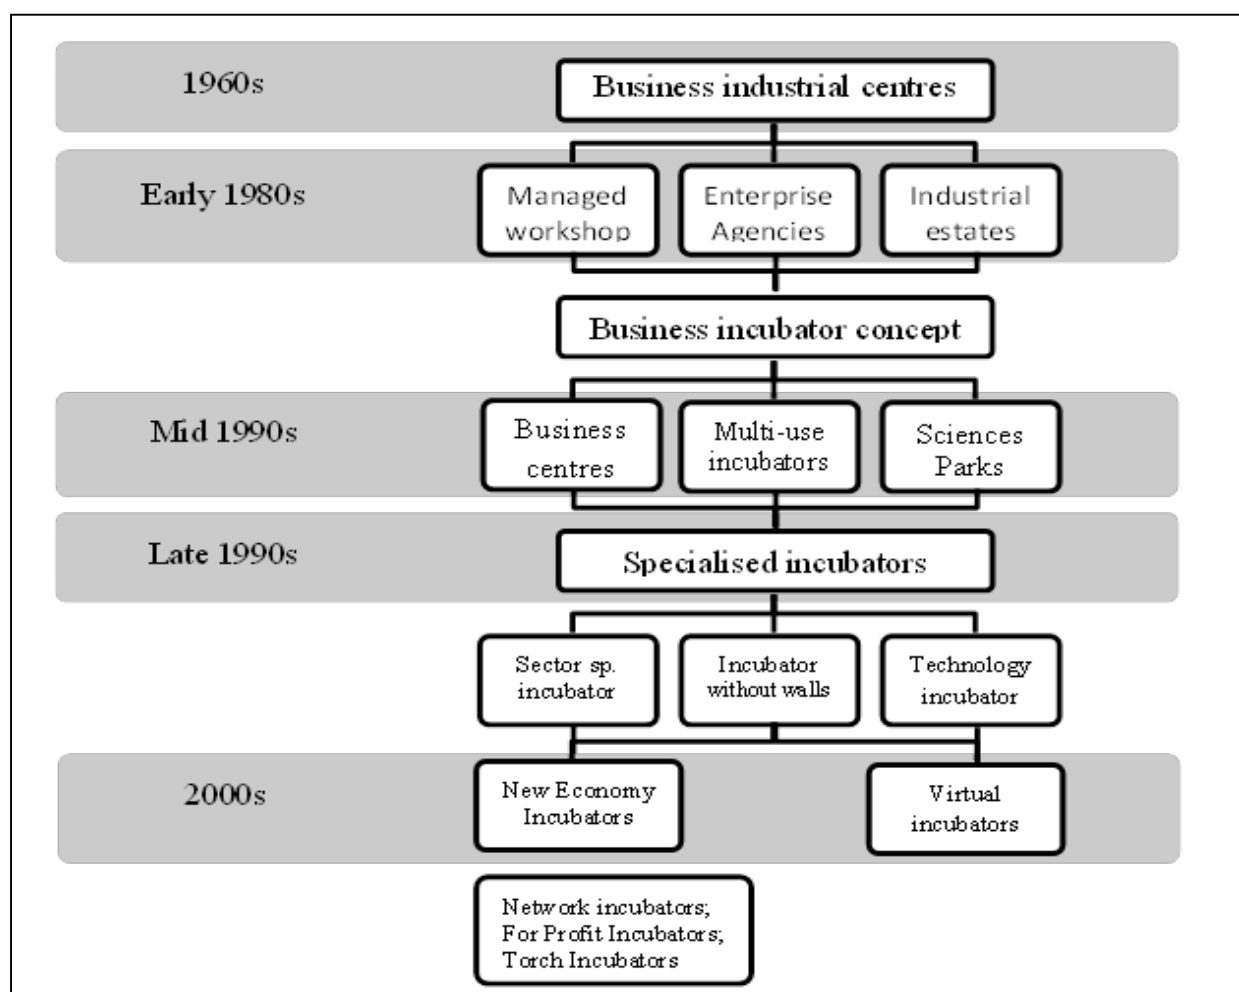 1960s
Business industrial centres
Early 1980s
Managed
workshop
Enterprise
Agencies
Industrial
estates
Business incubator concept
Mid 1990s
Business
centres
Multi-use
incubators
Sciences
Parks
Late 1990s
Specialised incubators
Sector sp.
incubator
Incubator
without walls
Technology
incubator
2000s
New Economy
Incubators
Virtual
incubators
Network incubators;
For Profit Incubators;
Torch Incubators